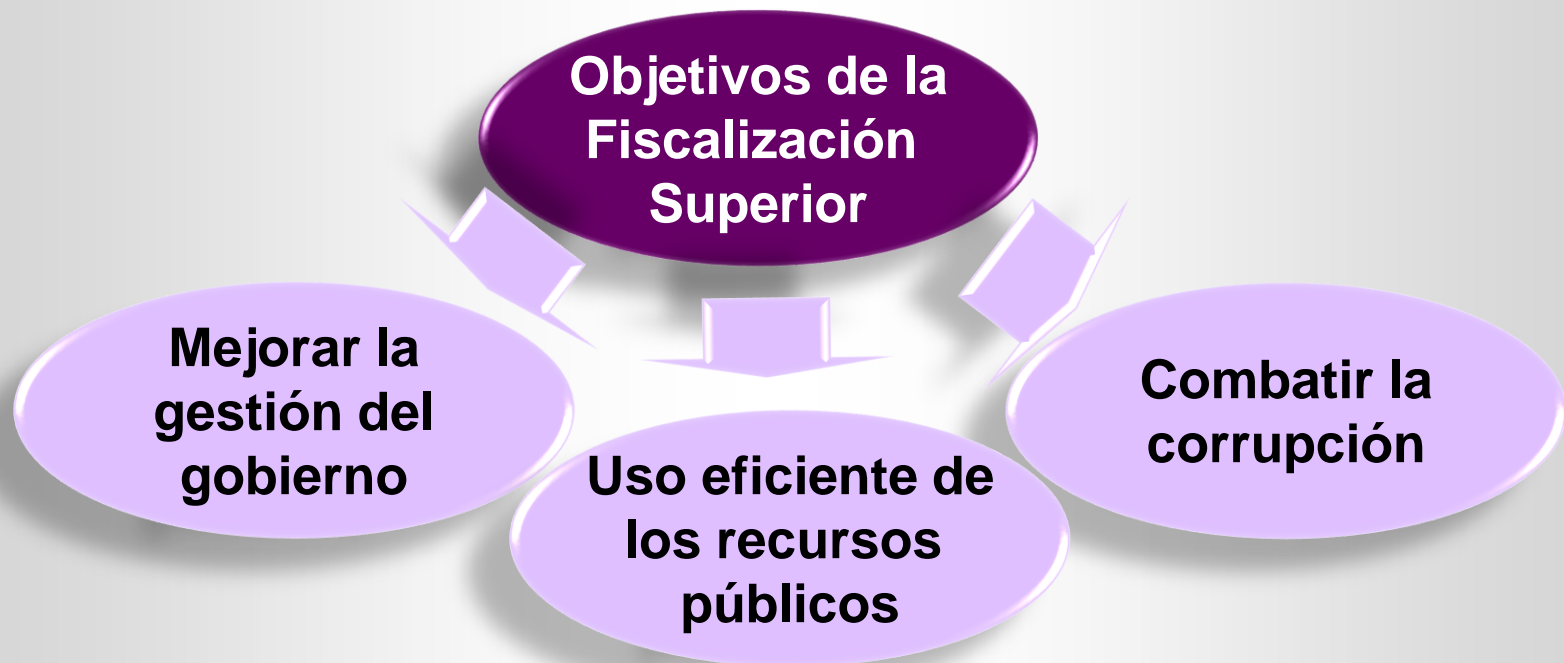 Objetivos de la
Fiscalización
Superior
Mejorar la
gestión del
gobierno
Uso eficiente de
los recursos
públicos
Combatir la
corrupción